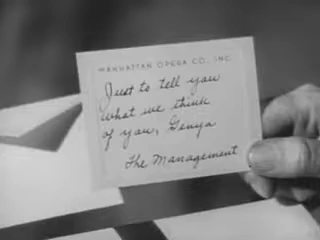 MANHATTAN OPERA CO., INC.
Just to tell you
what we think
of you, Genya
The Management